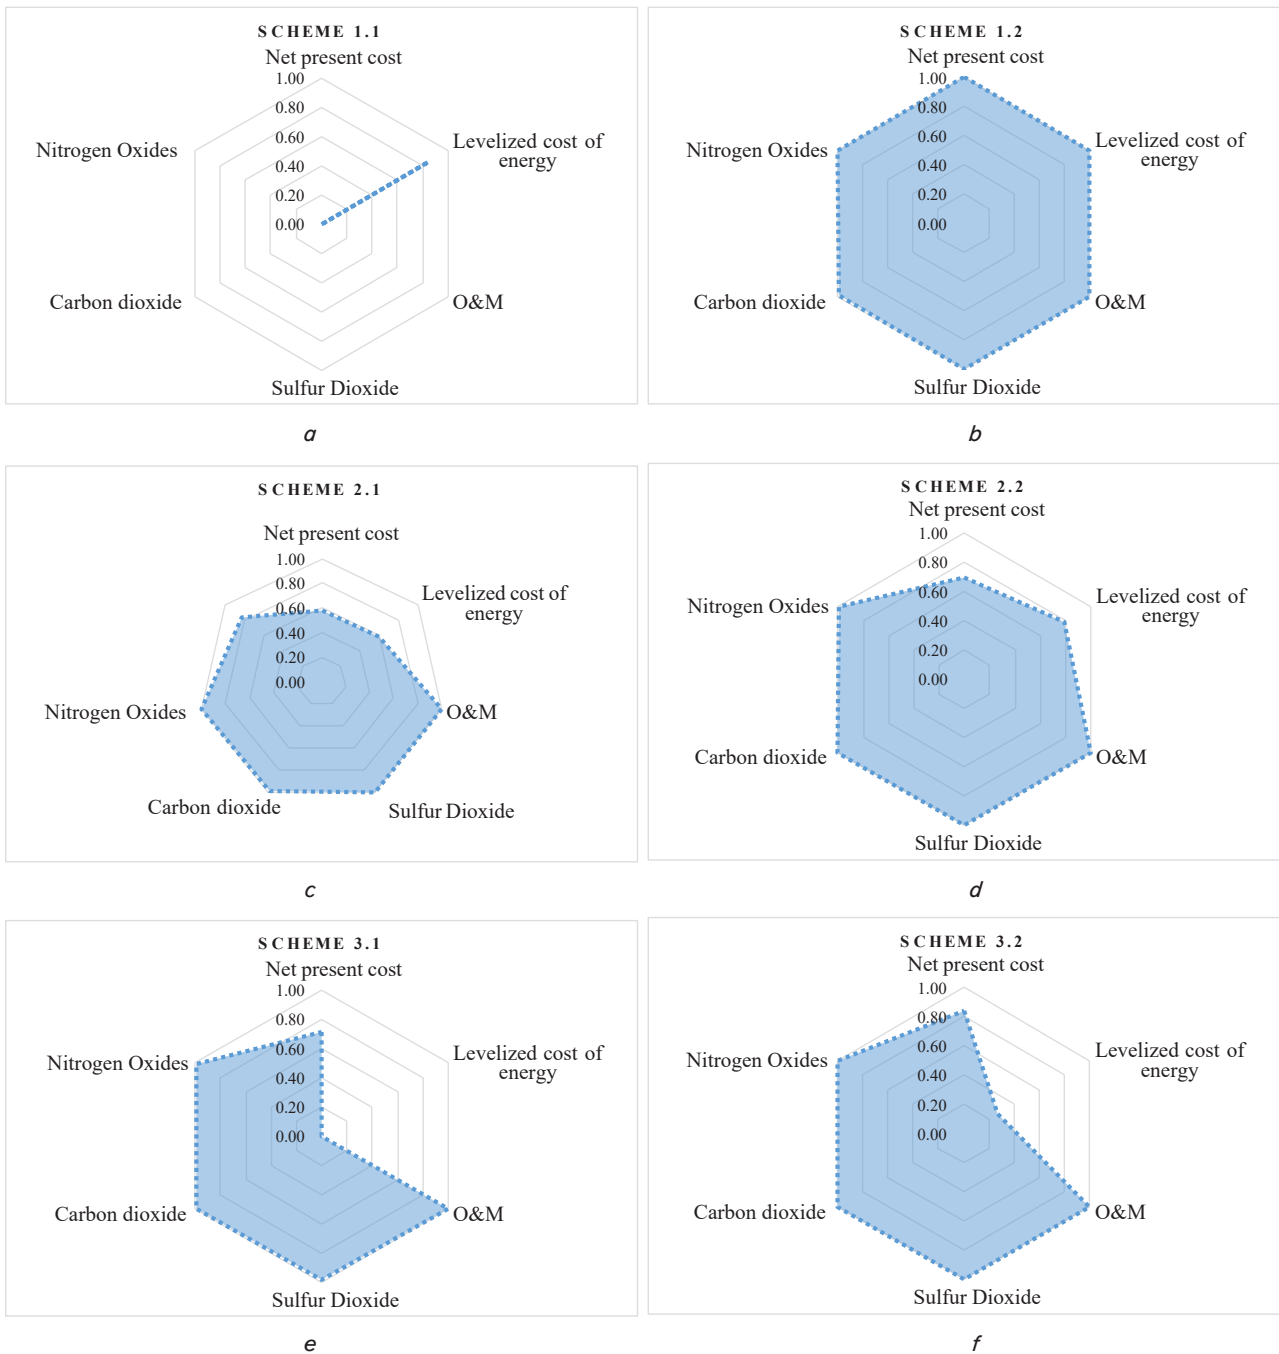 SCHEME 1.1
Net present cost
1.00
0.80
0.60
0.40
0.20
0.00
Levelized cost of
energy
O&M
Sulfur Dioxide
Carbon dioxide
Nitrogen Oxides
a
SCHEME 1.2
Net present cost
1.00
0.80
0.60
0.40
0.20
0.00
Levelized cost of
energy
O&M
Sulfur Dioxide
Carbon dioxide
Nitrogen Oxides
b
SCHEME 2.1
Net present cost
1.00
0.80
0.60
0.40
0.20
0.00
Levelized cost of
energy
O&M
Sulfur Dioxide
Carbon dioxide
Nitrogen Oxides
c
SCHEME 2.2
Net present cost
1.00
0.80
0.60
0.40
0.20
0.00
Levelized cost of
energy
O&M
Sulfur Dioxide
Carbon dioxide
Nitrogen Oxides
d
SCHEME 3.1
Net present cost
1.00
0.80
0.60
0.40
0.20
0.00
Levelized cost of
energy
O&M
Sulfur Dioxide
Carbon dioxide
Nitrogen Oxides
e
SCHEME 3.2
Net present cost
1.00
0.80
0.60
0.40
0.20
0.00
Levelized cost of
energy
O&M
Sulfur Dioxide
Carbon dioxide
Nitrogen Oxides
f